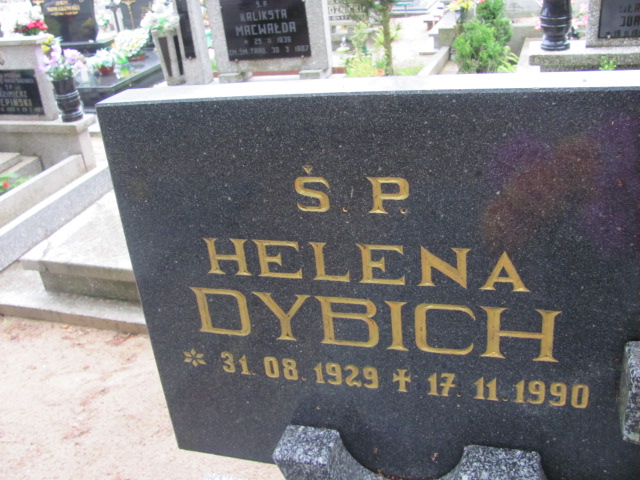 Ś. P.
HELENA
DYBICH
* 31. 08. 1929 ✝ 17. 11. 1990
Ś. P.
KALIKSTA
MACWAŁDA